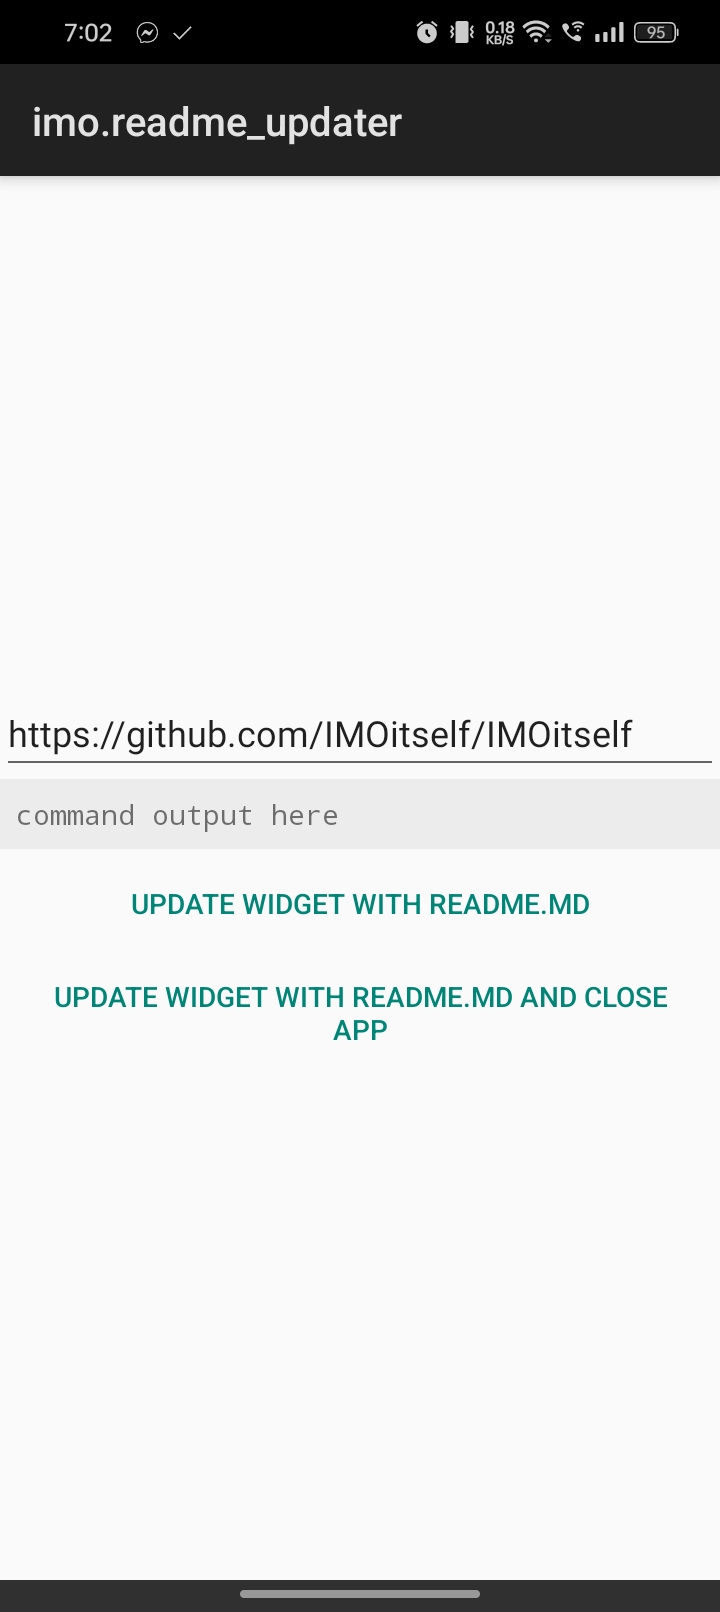 7:02
0.18
KB/S
95
imo.readme_updater
https://github.com/IMOitself/IMOitself
command output here
UPDATE WIDGET WITH README.MD
UPDATE WIDGET WITH README.MD AND CLOSE
APP